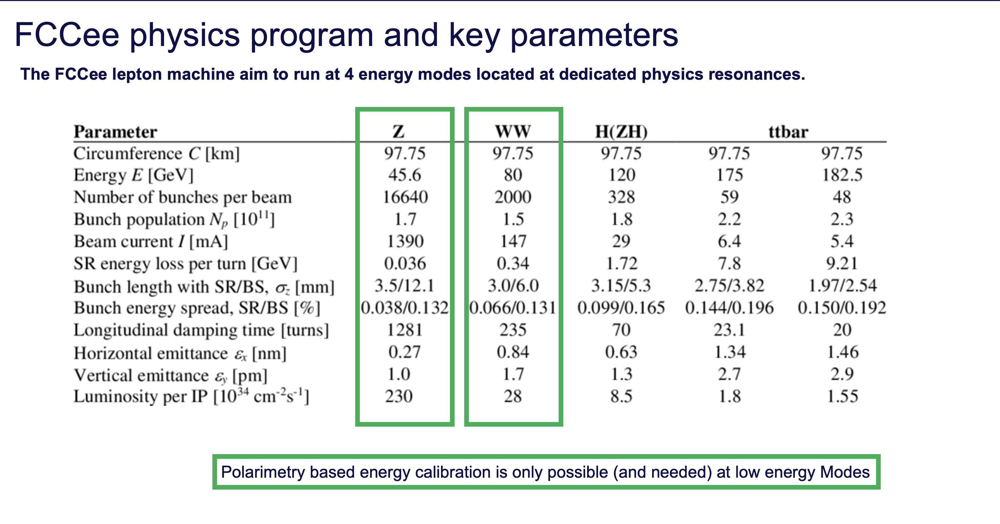 FCCee physics program and key parameters
The FCCee lepton machine aim to run at 4 energy modes located at dedicated physics resonances.
Parameter Z WW H(ZH) ttbar
Circumference C [km] 97.75 97.75 97.75 97.75 97.75
Energy E [GeV] 45.6 80 120 175 182.5
Number of bunches per beam 16640 2000 328 59 48
Bunch population Nₚ [10¹¹] 1.7 1.5 1.8 2.2 2.3
Beam current I [mA] 1390 147 29 6.4 5.4
SR energy loss per turn [GeV] 0.036 0.34 1.72 7.8 9.21
Bunch length with SR/BS, σ_z [mm] 3.5/12.1 3.0/6.0 3.15/5.3 2.75/3.82 1.97/2.54
Bunch energy spread, SR/BS [%] 0.038/0.132 0.066/0.131 0.099/0.165 0.144/0.196 0.150/0.192
Longitudinal damping time [turns] 1281 235 70 23.1 20
Horizontal emittance εₓ [nm] 0.27 0.84 0.63 1.34 1.46
Vertical emittance ε_y [pm] 1.0 1.7 1.3 2.7 2.9
Luminosity per IP [10³⁴ cm⁻²s⁻¹] 230 28 8.5 1.8 1.55
Polarimetry based energy calibration is only possible (and needed) at low energy Modes